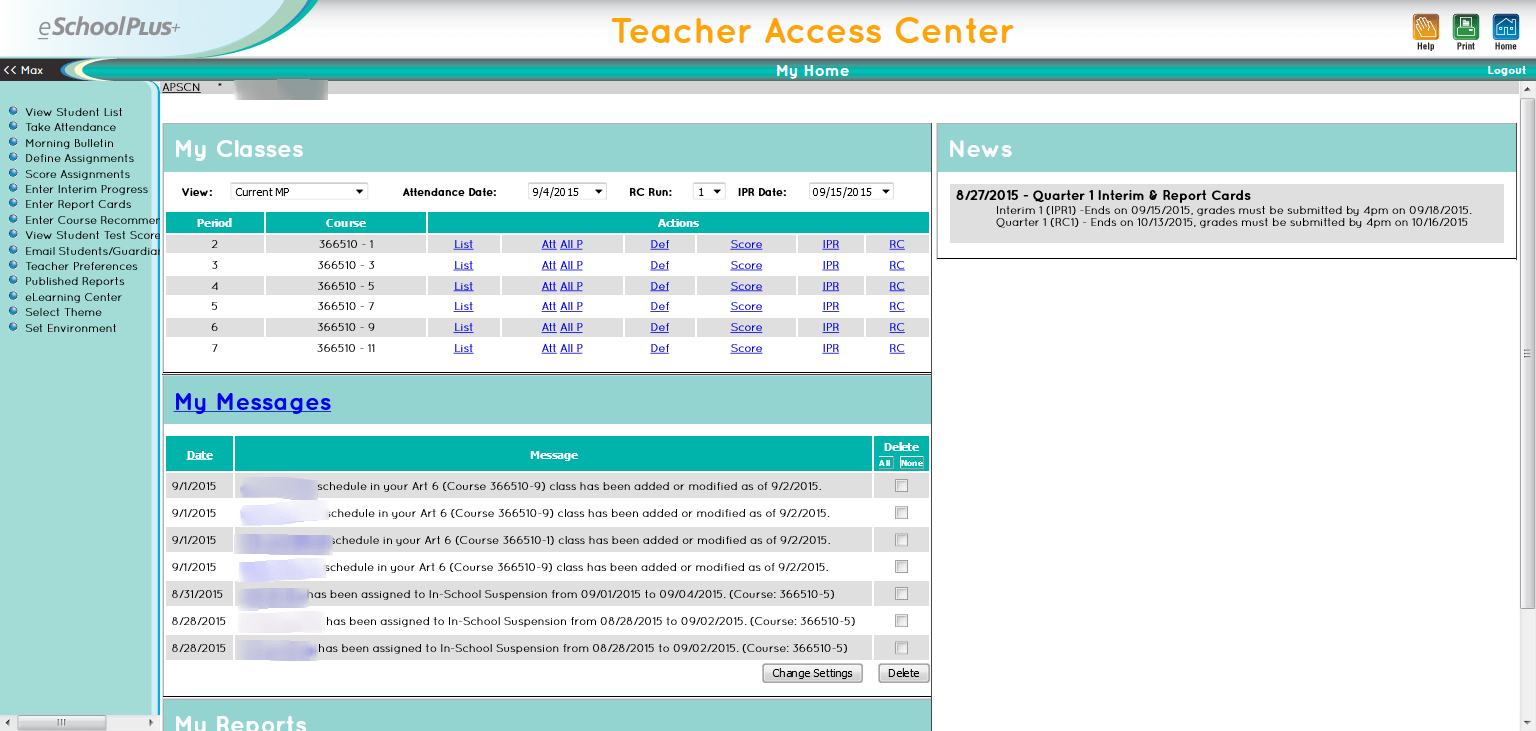 eSchoolPlus+
Teacher Access Center
Help Print Home
<< Max
My Home
Logout
APSCN *
View Student List
Take Attendance
Morning Bulletin
Define Assignments
Score Assignments
Enter Interim Progress
Enter Report Cards
Enter Course Recommen
View Student Test Score
Email Students/Guardian
Teacher Preferences
Published Reports
eLearning Center
Select Theme
Set Environment
My Classes
View: Current MP Attendance Date: 9/4/2015 RC Run: 1 IPR Date: 09/15/2015
Period Course Actions
2 366510 - 1 List Att All P Def Score IPR RC
3 366510 - 3 List Att All P Def Score IPR RC
4 366510 - 5 List Att All P Def Score IPR RC
5 366510 - 7 List Att All P Def Score IPR RC
6 366510 - 9 List Att All P Def Score IPR RC
7 366510 - 11 List Att All P Def Score IPR RC
My Messages
Date Message Delete
All None
9/1/2015 schedule in your Art 6 (Course 366510-9) class has been added or modified as of 9/2/2015.
9/1/2015 schedule in your Art 6 (Course 366510-9) class has been added or modified as of 9/2/2015.
9/1/2015 schedule in your Art 6 (Course 366510-1) class has been added or modified as of 9/2/2015.
9/1/2015 schedule in your Art 6 (Course 366510-9) class has been added or modified as of 9/2/2015.
8/31/2015 has been assigned to In-School Suspension from 09/01/2015 to 09/04/2015. (Course: 366510-5)
8/28/2015 has been assigned to In-School Suspension from 08/28/2015 to 09/02/2015. (Course: 366510-5)
8/28/2015 has been assigned to In-School Suspension from 08/28/2015 to 09/02/2015. (Course: 366510-5)
Change Settings Delete
My Reports
News
8/27/2015 - Quarter 1 Interim & Report Cards
Interim 1 (IPR1) -Ends on 09/15/2015, grades must be submitted by 4pm on 09/18/2015.
Quarter 1 (RC1) - Ends on 10/13/2015, grades must be submitted by 4pm on 10/16/2015